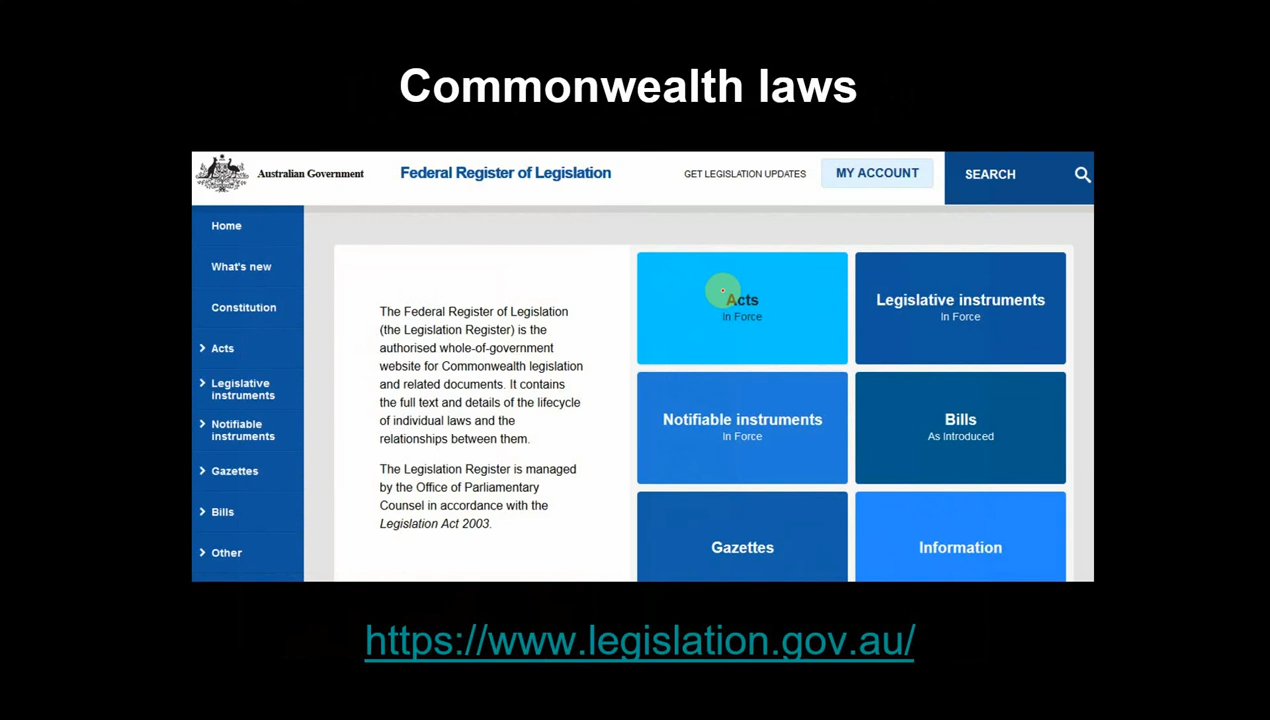 Commonwealth laws
Australian Government
Federal Register of Legislation
GET LEGISLATION UPDATES
MY ACCOUNT
SEARCH
Home
What's new
Constitution
Acts
Legislative
instruments
Notifiable
instruments
Gazettes
Bills
Other
The Federal Register of Legislation
(the Legislation Register) is the
authorised whole-of-government
website for Commonwealth legislation
and related documents. It contains
the full text and details of the lifecycle
of individual laws and the
relationships between them.
The Legislation Register is managed
by the Office of Parliamentary
Counsel in accordance with the
Legislation Act 2003.
Acts
In Force
Legislative instruments
In Force
Notifiable instruments
In Force
Bills
As Introduced
Gazettes
Information
https://www.legislation.gov.au/